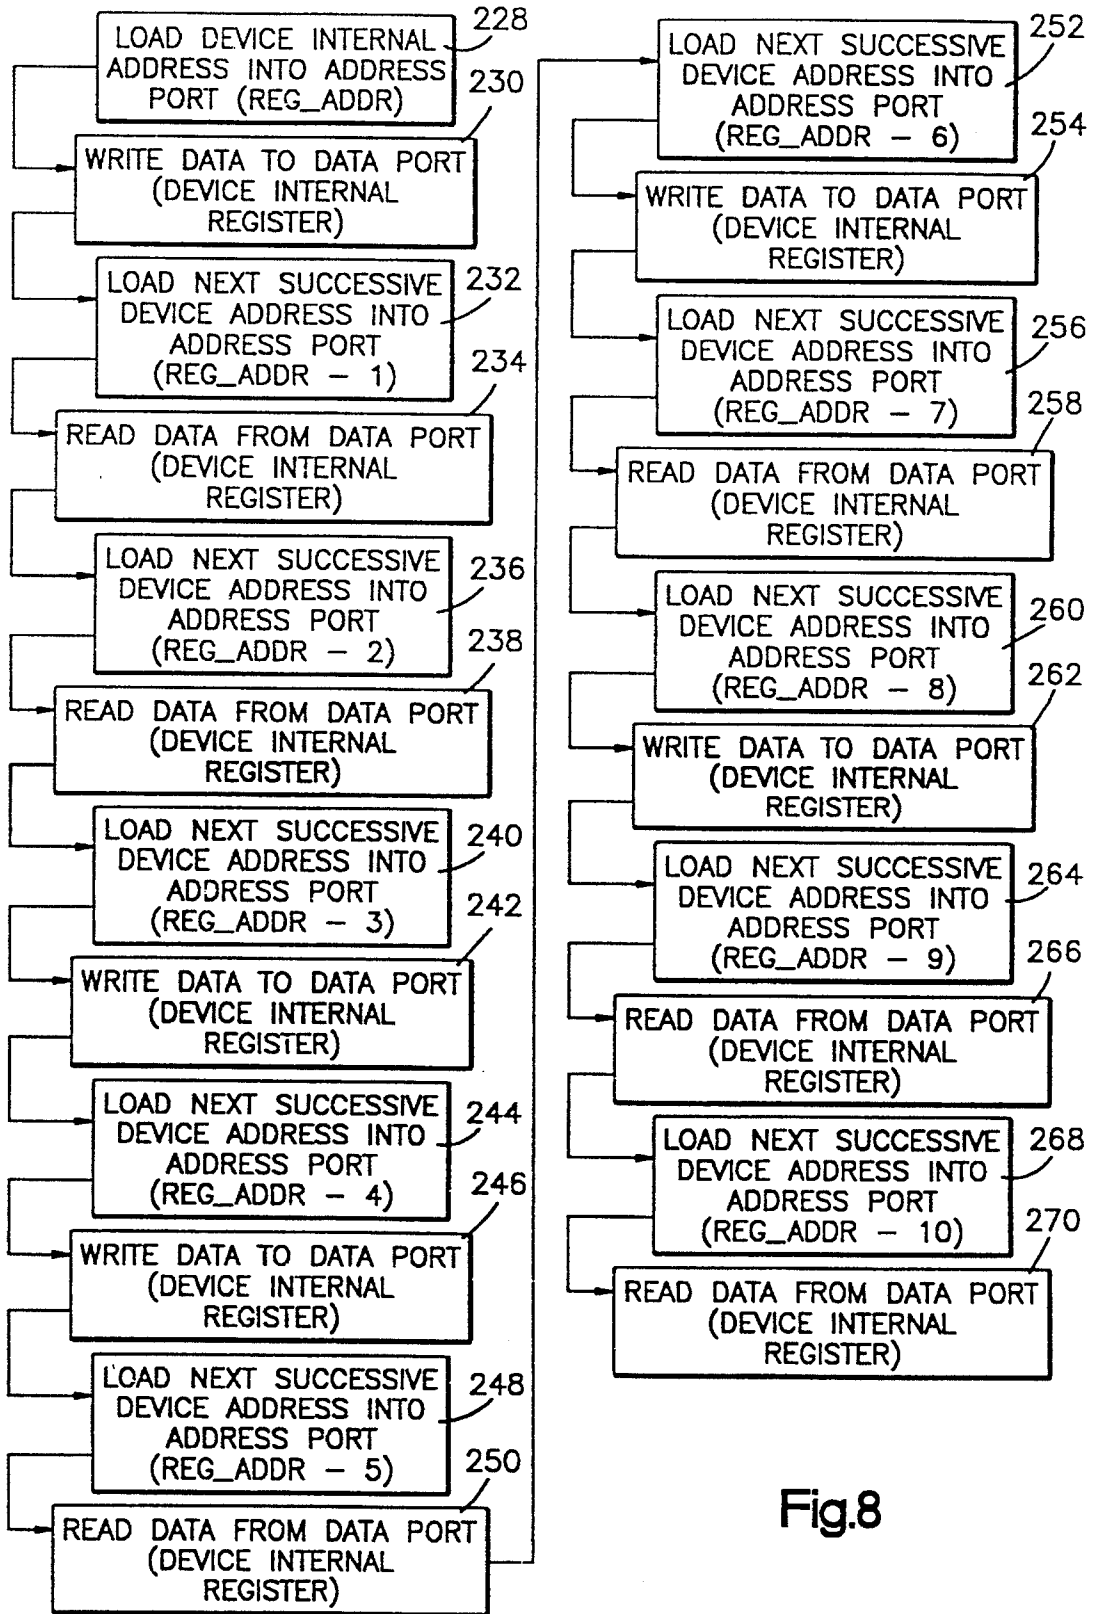 228
LOAD DEVICE INTERNAL
ADDRESS INTO ADDRESS
PORT (REG_ADDR)
230
WRITE DATA TO DATA PORT
(DEVICE INTERNAL
REGISTER)
232
LOAD NEXT SUCCESSIVE
DEVICE ADDRESS INTO
ADDRESS PORT
(REG_ADDR - 1)
234
READ DATA FROM DATA PORT
(DEVICE INTERNAL
REGISTER)
236
LOAD NEXT SUCCESSIVE
DEVICE ADDRESS INTO
ADDRESS PORT
(REG_ADDR - 2)
238
READ DATA FROM DATA PORT
(DEVICE INTERNAL
REGISTER)
240
LOAD NEXT SUCCESSIVE
DEVICE ADDRESS INTO
ADDRESS PORT
(REG_ADDR - 3)
242
WRITE DATA TO DATA PORT
(DEVICE INTERNAL
REGISTER)
244
LOAD NEXT SUCCESSIVE
DEVICE ADDRESS INTO
ADDRESS PORT
(REG_ADDR - 4)
246
WRITE DATA TO DATA PORT
(DEVICE INTERNAL
REGISTER)
248
LOAD NEXT SUCCESSIVE
DEVICE ADDRESS INTO
ADDRESS PORT
(REG_ADDR - 5)
250
READ DATA FROM DATA PORT
(DEVICE INTERNAL
REGISTER)
252
LOAD NEXT SUCCESSIVE
DEVICE ADDRESS INTO
ADDRESS PORT
(REG_ADDR - 6)
254
WRITE DATA TO DATA PORT
(DEVICE INTERNAL
REGISTER)
256
LOAD NEXT SUCCESSIVE
DEVICE ADDRESS INTO
ADDRESS PORT
(REG_ADDR - 7)
258
READ DATA FROM DATA PORT
(DEVICE INTERNAL
REGISTER)
260
LOAD NEXT SUCCESSIVE
DEVICE ADDRESS INTO
ADDRESS PORT
(REG_ADDR - 8)
262
WRITE DATA TO DATA PORT
(DEVICE INTERNAL
REGISTER)
264
LOAD NEXT SUCCESSIVE
DEVICE ADDRESS INTO
ADDRESS PORT
(REG_ADDR - 9)
266
READ DATA FROM DATA PORT
(DEVICE INTERNAL
REGISTER)
268
LOAD NEXT SUCCESSIVE
DEVICE ADDRESS INTO
ADDRESS PORT
(REG_ADDR - 10)
270
READ DATA FROM DATA PORT
(DEVICE INTERNAL
REGISTER)
Fig.8